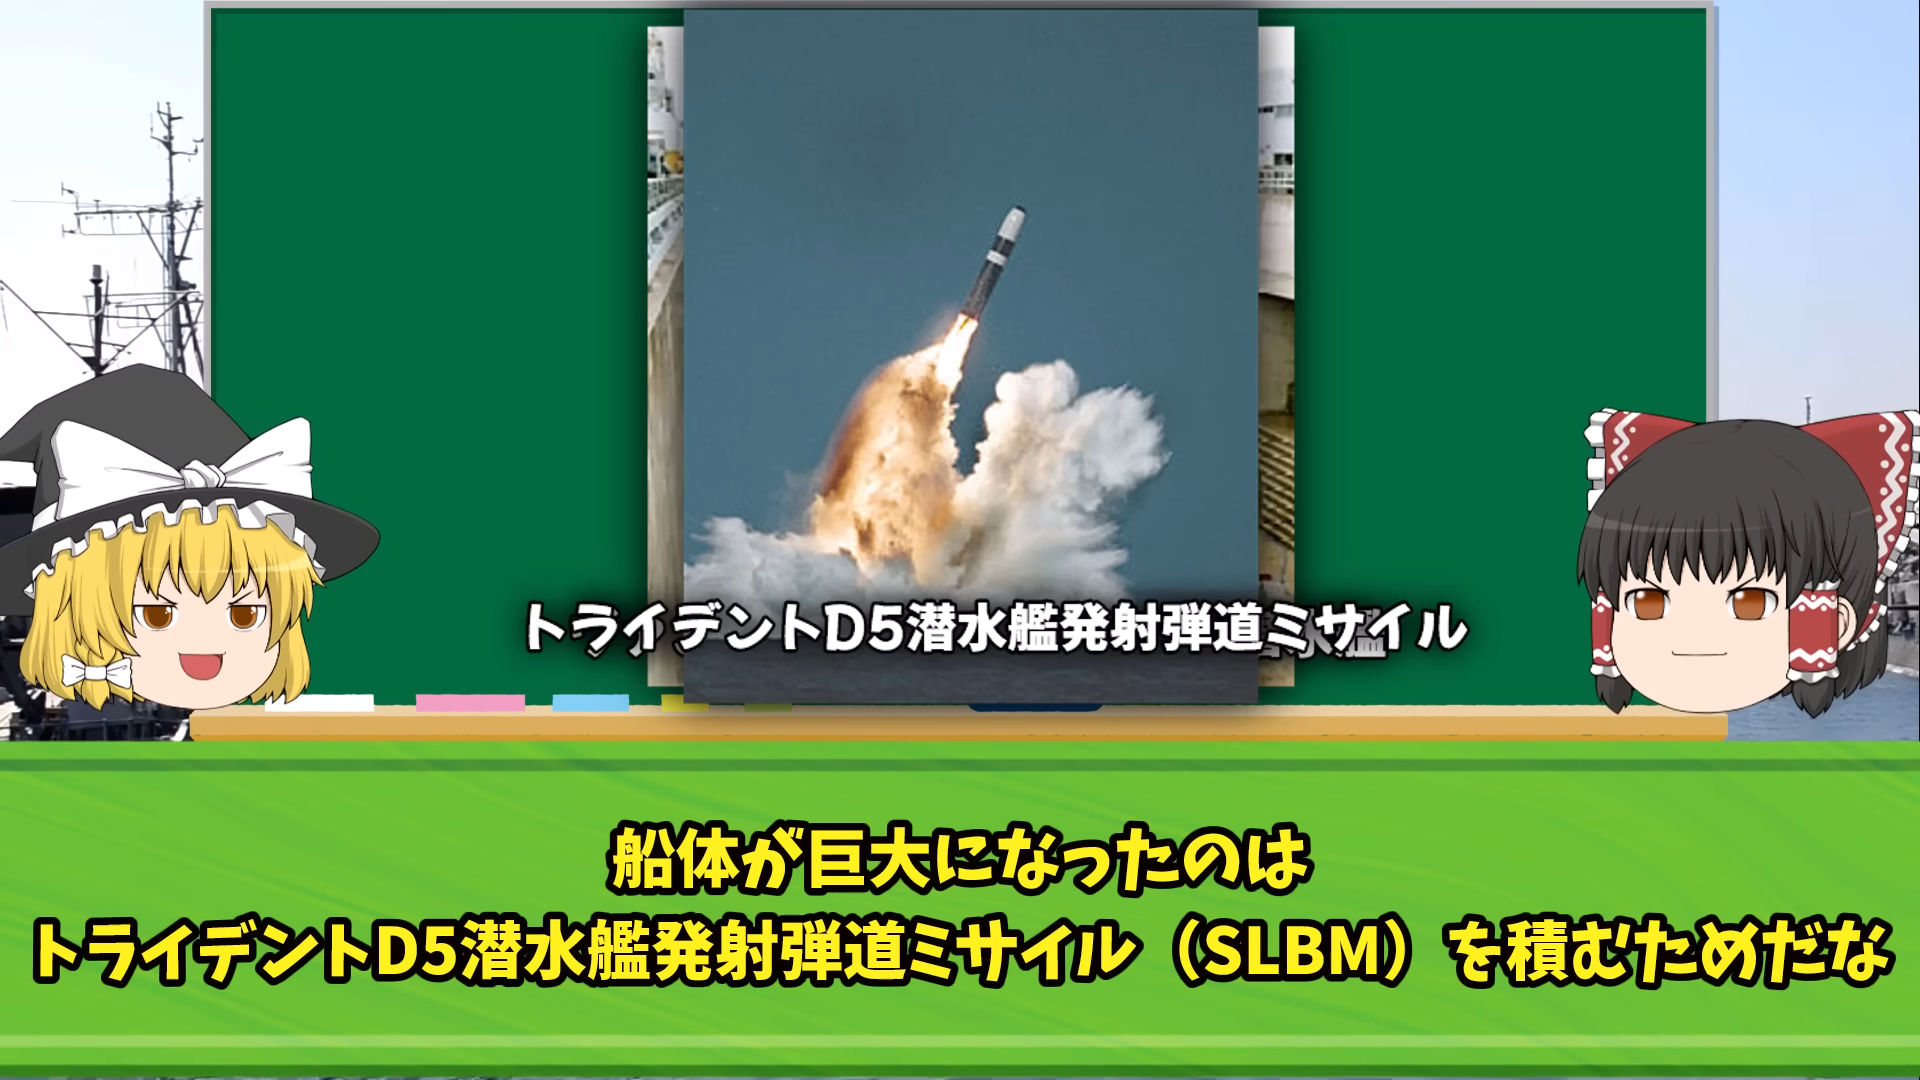 トライデントD5潜水艦発射弾道ミサイル
船体が巨大になったのは
トライデントD5潜水艦発射弾道ミサイル（SLBM）を積むためだな